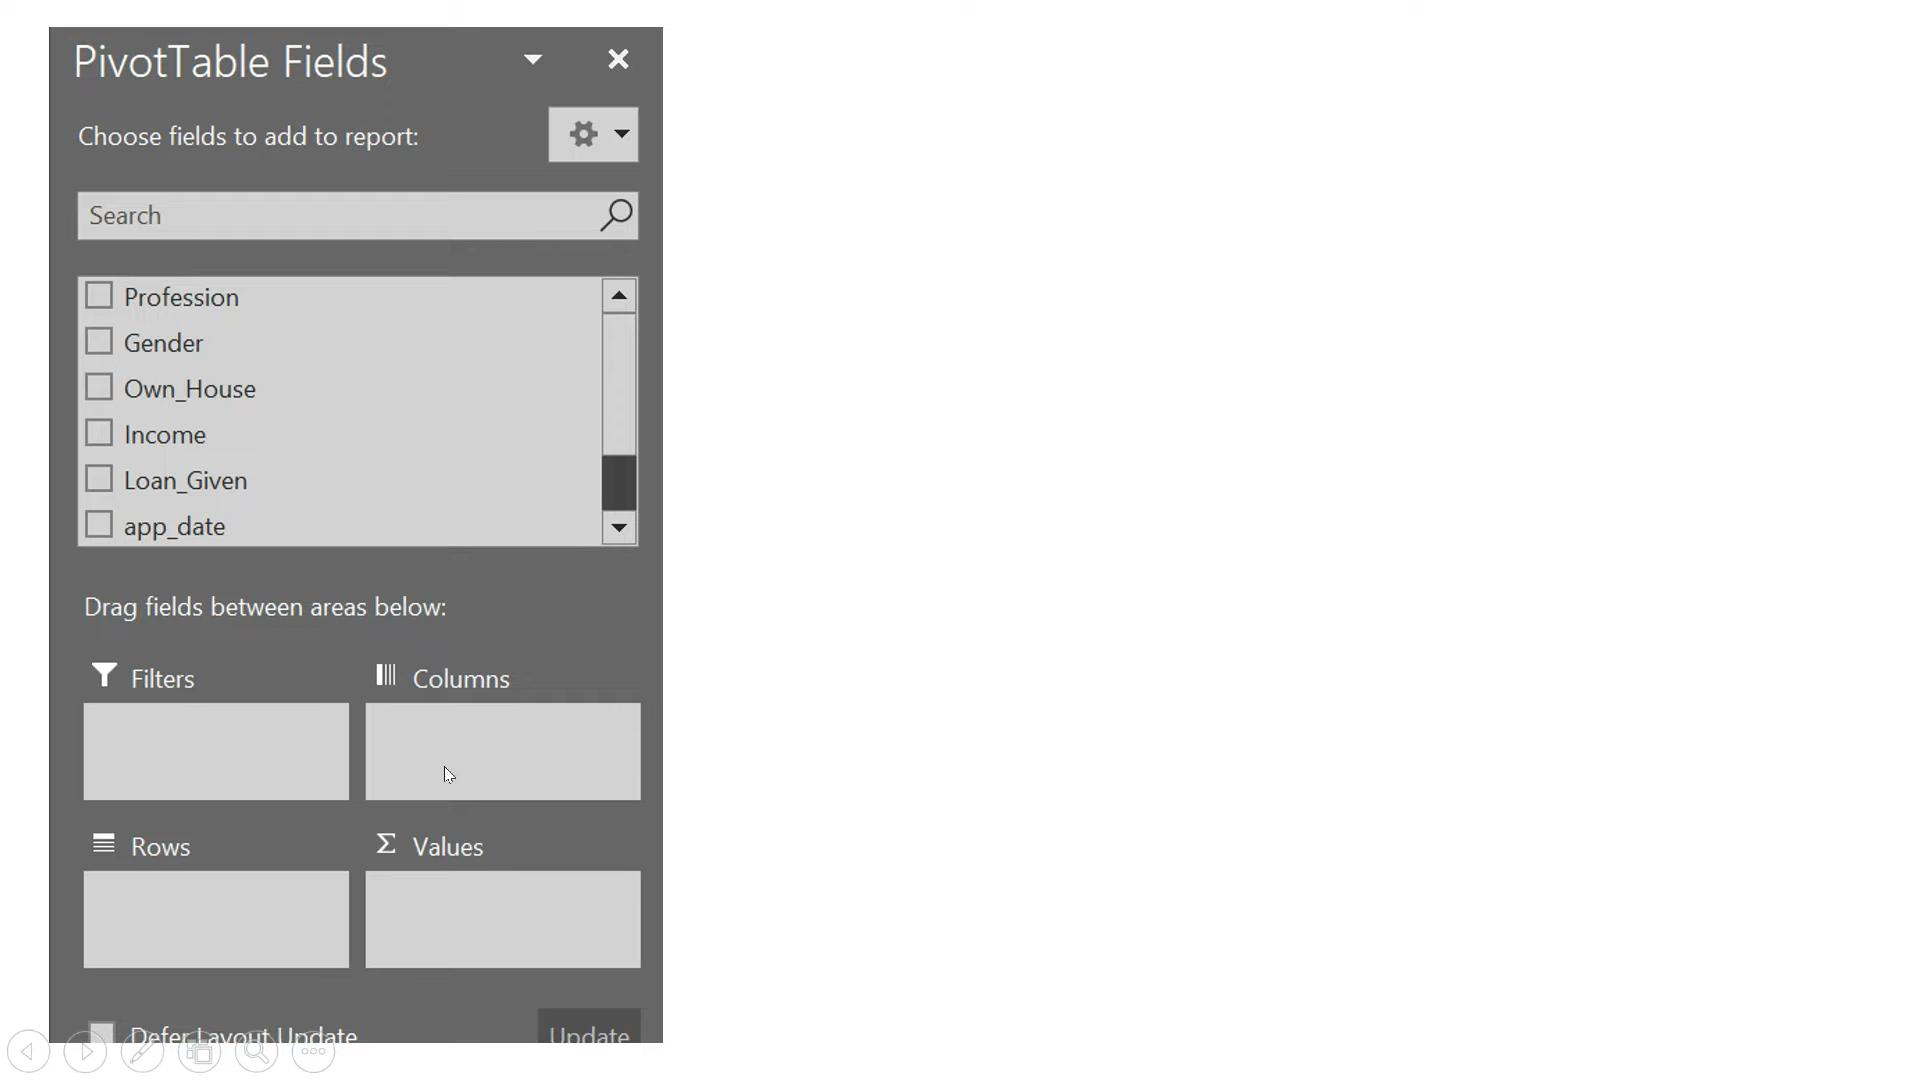 PivotTable Fields
Choose fields to add to report:
Search
Profession
Gender
Own_House
Income
Loan_Given
app_date
Drag fields between areas below:
Filters
Columns
Rows
Σ Values
Defer Layout Update
Update